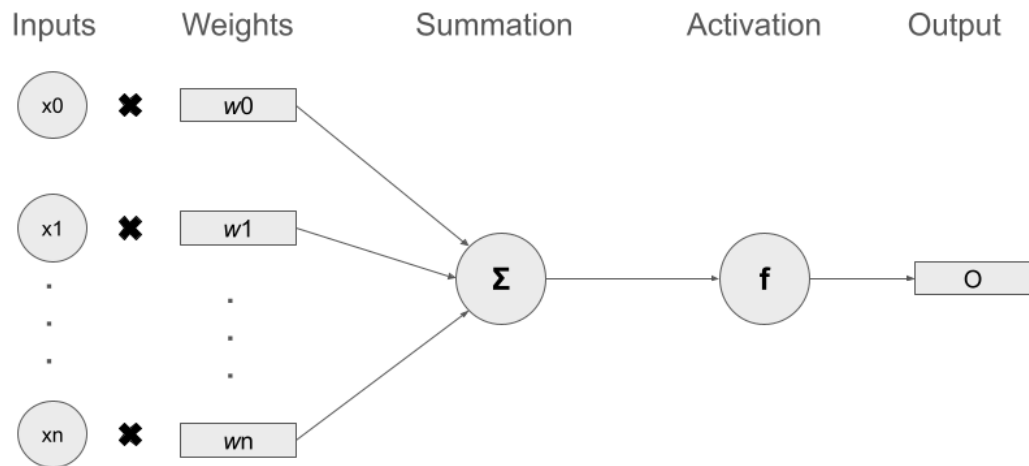 Inputs Weights Summation Activation Output
x0 ✖ w0
x1 ✖ w1
Σ f O
xn ✖ wn